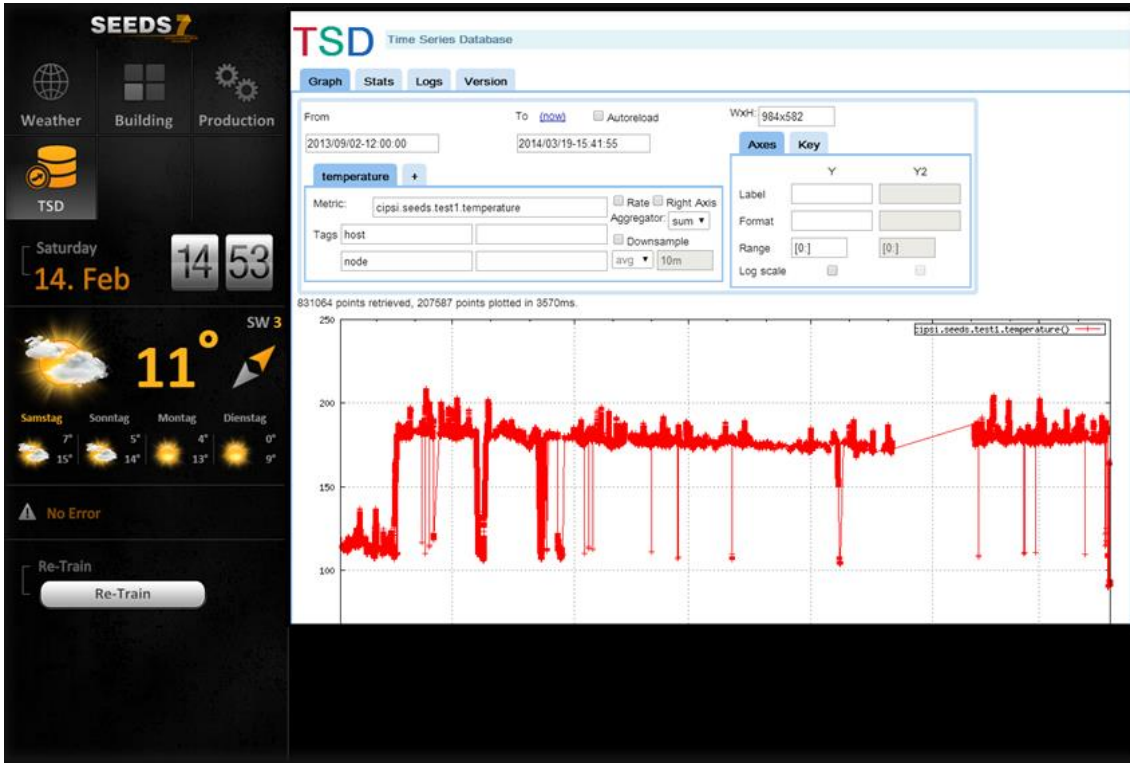 SEEDS
Weather Building Production
TSD
Saturday
14. Feb
14 53
SW 3
11°
Samstag Sonntag Montag Dienstag
7° 5° 4° 0°
15° 14° 13° 9°
No Error
Re-Train
Re-Train
TSD Time Series Database
Graph Stats Logs Version
From To (now) Autoreload WxH: 984x582
2013/09/02-12:00:00 2014/03/19-15:41:55
Axes Key
temperature +
Y Y2
Metric: cipsi.seeds.test1.temperature Rate Right Axis
Label
Aggregator: sum
Tags host
Format
Downsample
node avg 10m
Range [0:] [0:]
Log scale
831064 points retrieved, 207587 points plotted in 3570ms.
250
cipsi.seeds.test1.temperature{}
200
150
100